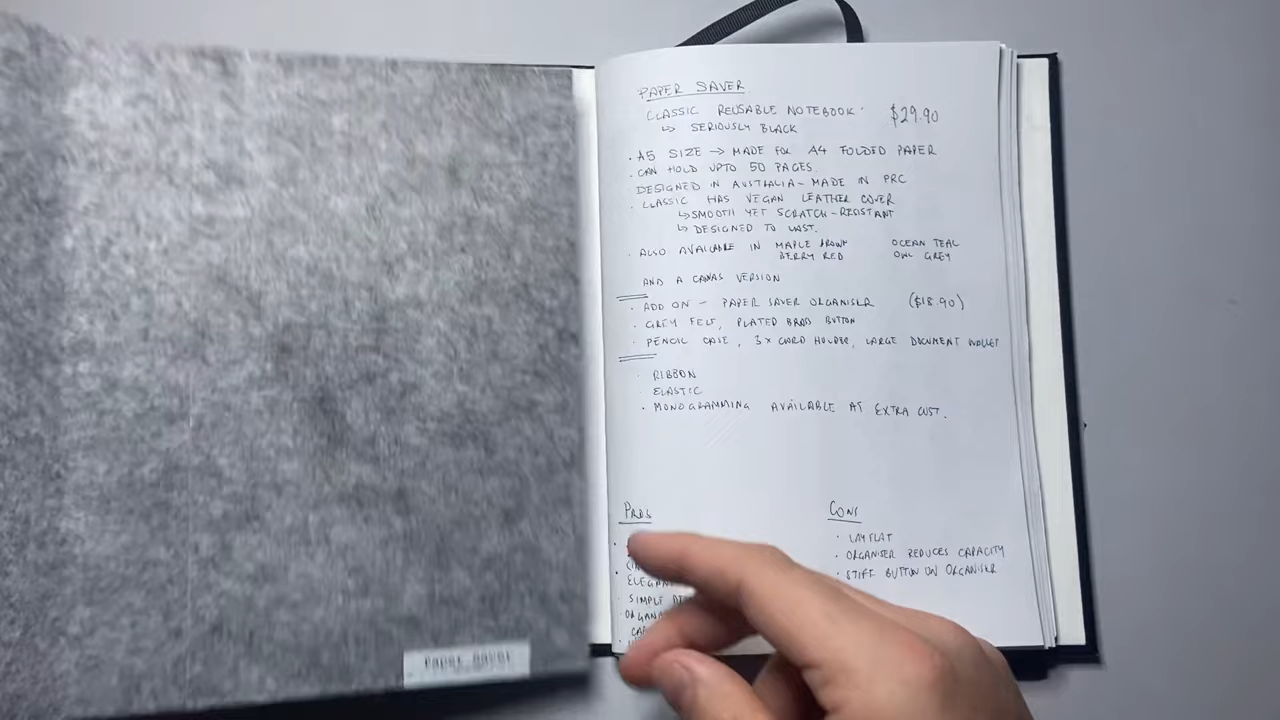 PAPER SAVER
CLASSIC REUSABLE NOTEBOOK $29.90
↳ SERIOUSLY BLACK
· A5 SIZE → MADE FOR A4 FOLDED PAPER
· CAN HOLD UPTO 50 PAGES.
DESIGNED IN AUSTRALIA - MADE IN PRC
· CLASSIC HAS VEGAN LEATHER COVER
↳ SMOOTH YET SCRATCH-RESISTANT
↳ DESIGNED TO LAST.
· ALSO AVAILABLE IN MAPLE BROWN OCEAN TEAL
BERRY RED OWL GREY
AND A CANVAS VERSION
· ADD ON - PAPER SAVER ORGANISER ($18.90)
· GREY FELT, PLATED BRASS BUTTON
· PENCIL CASE, 3 x CARD HOLDER, LARGE DOCUMENT WALLET
· RIBBON
· ELASTIC
· MONOGRAMMING AVAILABLE AT EXTRA COST.
PROS CONS
· LAY FLAT
· ORGANISER REDUCES CAPACITY
· STIFF BUTTON ON ORGANISER
· SIMPLE
Paper Saver